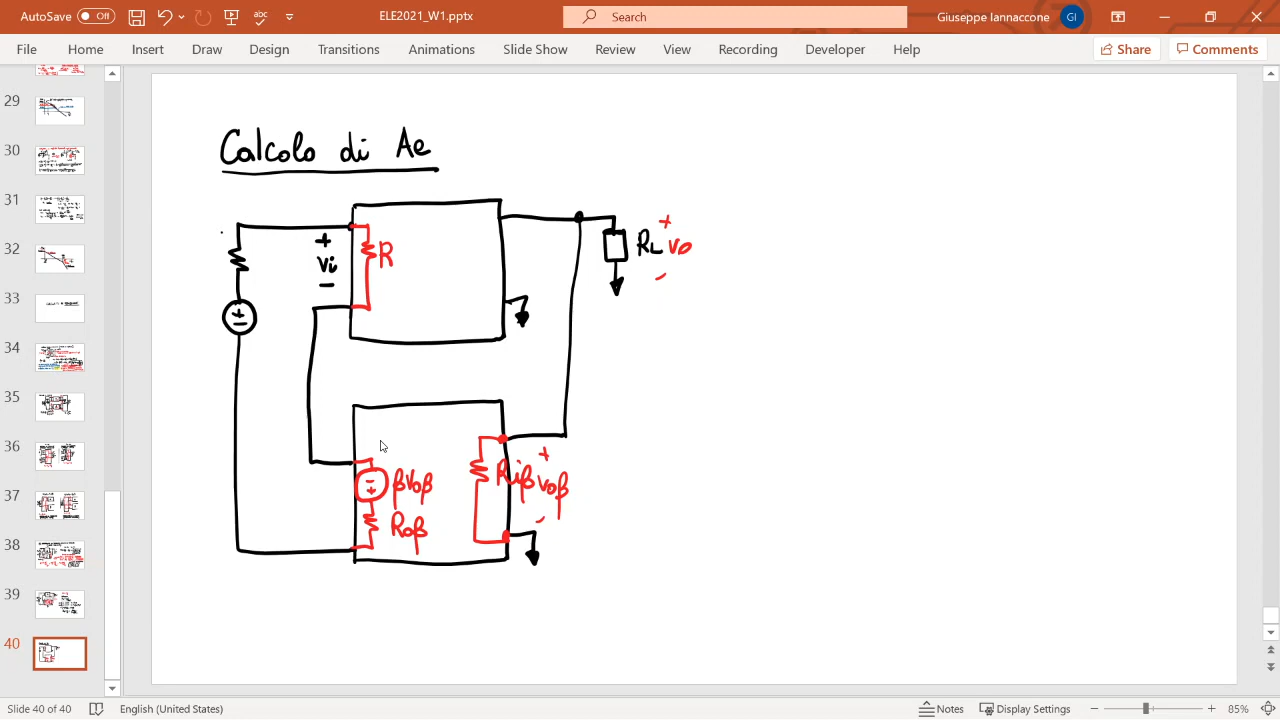 AutoSave Off
ELE2021_W1.pptx
Search
Giuseppe Iannaccone GI
File Home Insert Draw Design Transitions Animations Slide Show Review View Recording Developer Help Share Comments
29
30
31
32
33
34
35
36
37
38
39
40
Calcolo di Ae
+
vi
-
R
RL
+
vo
-
+
-
-
+
βvoβ
Roβ
Riβ
+
voβ
-
Slide 40 of 40 English (United States) Notes Display Settings 85%